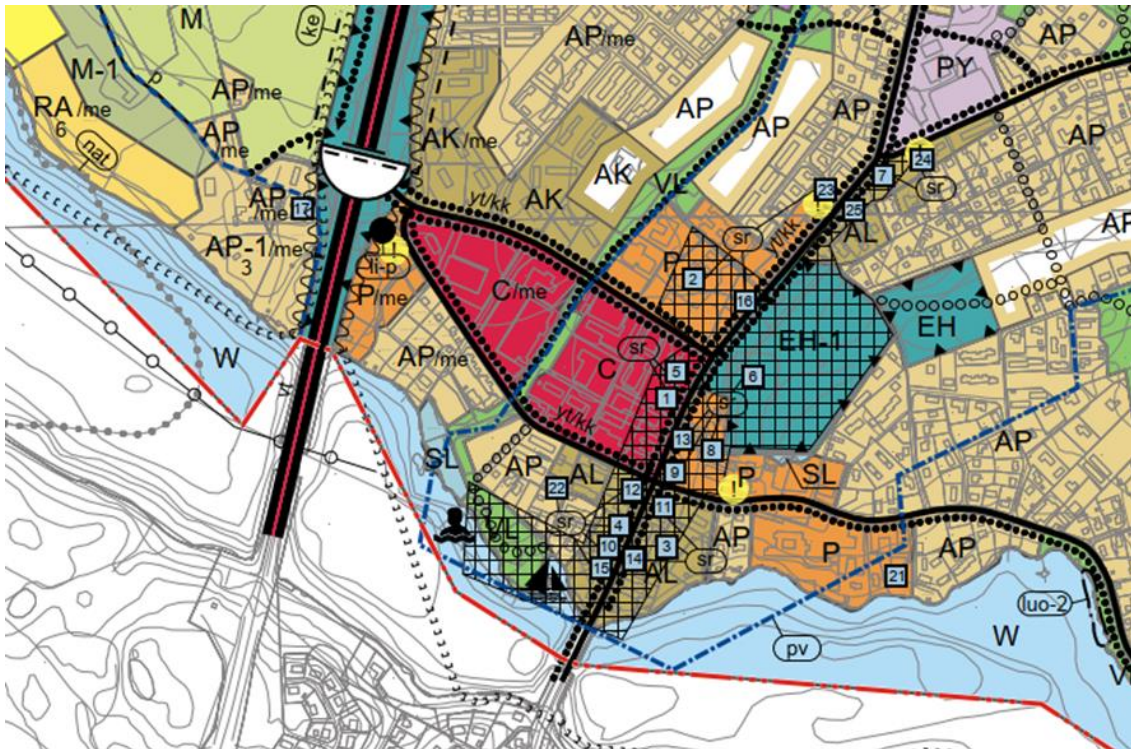 M
ke
AP/me
AP
PY
M-1
AP/me
AP
AP
RA/me
6
AP
/me
AK/me
AP
AP
24
nat
AK
VL
7
sr
23
AP
/me
17
yt/kk
AK
25
AL
AP
AP-1/me
3
li-p
sr
yt/kk
P
2
P/me
C/me
16
EH-1
EH
W
vt
AP/me
sr
5
C
6
1
sr
yt/kk
13
8
AP
SL
AP
AL
9
P
SL
22
12
11
VL
sr
4
AP
P
AP
10
3
sr
15
14
AL
21
luo-2
W
pv
V